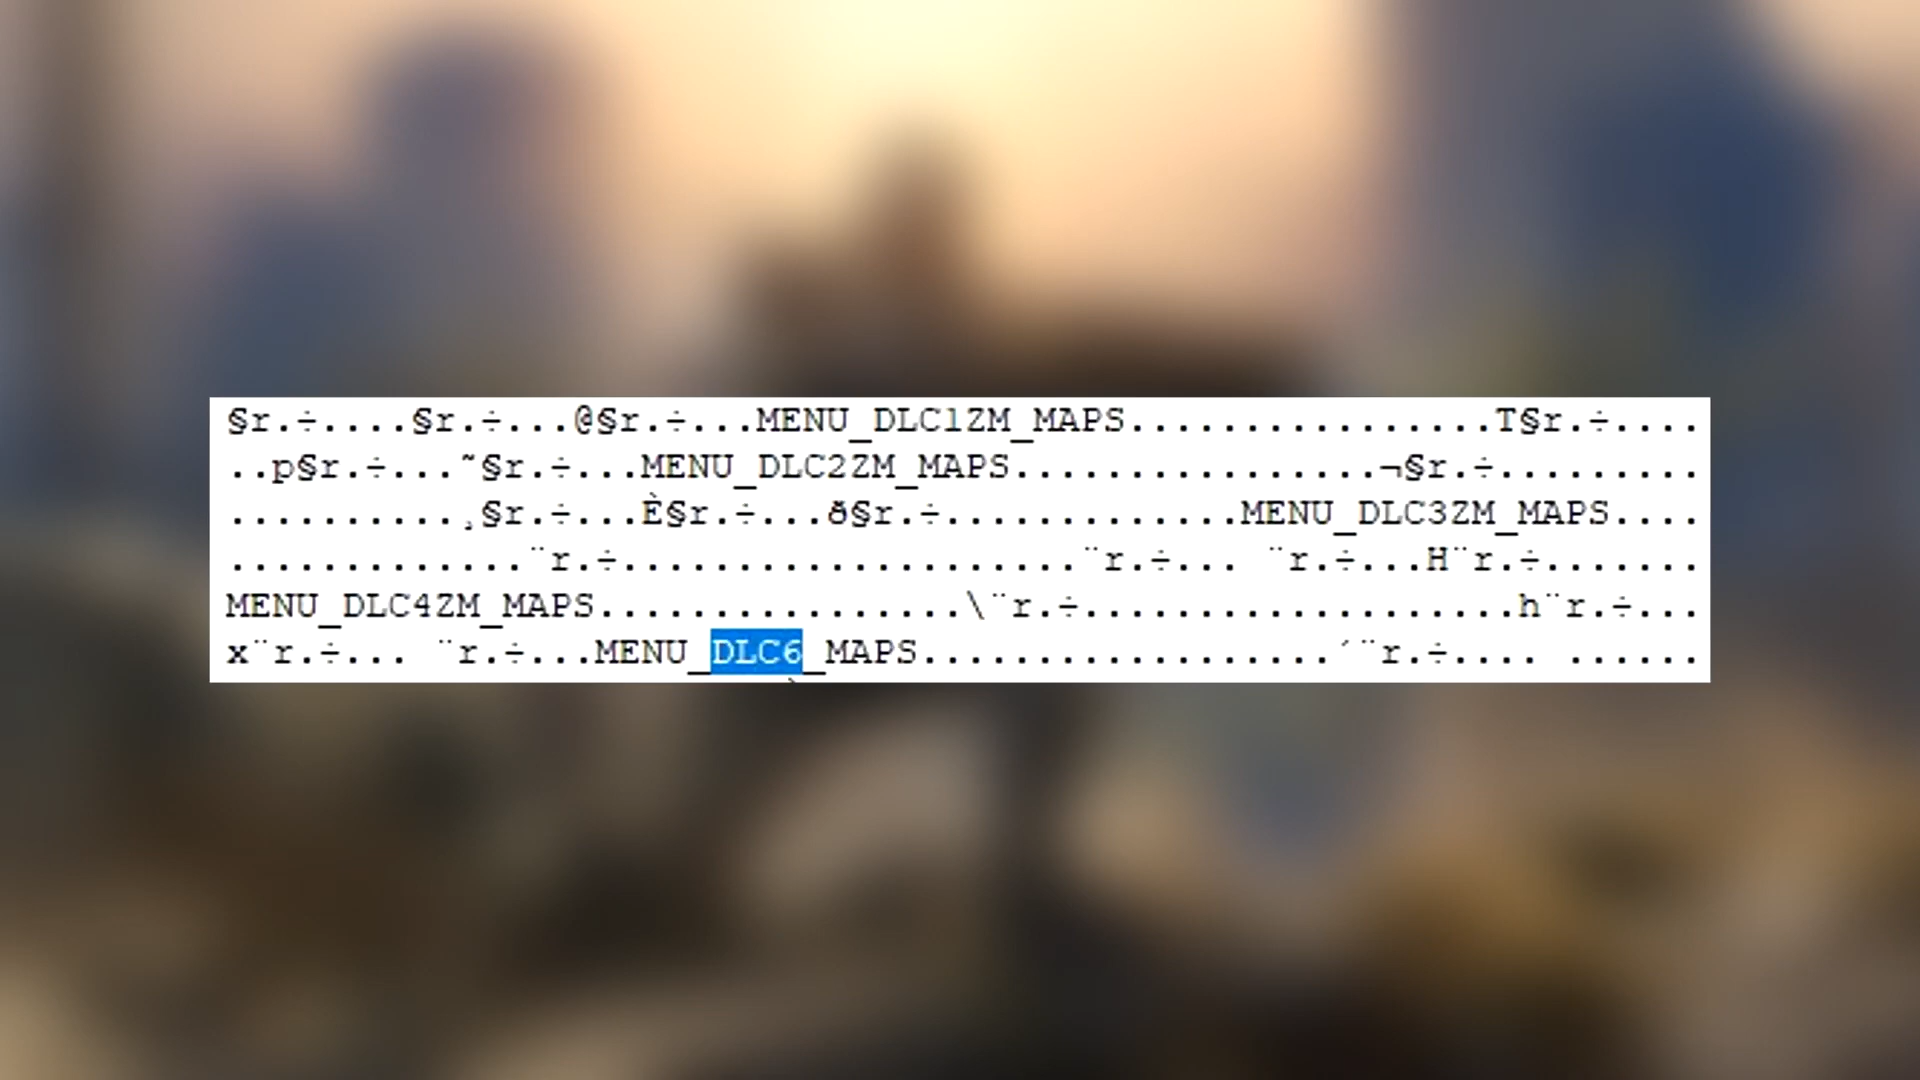 §r.÷....§r.÷...@§r.÷...MENU_DLC1ZM_MAPS................T§r.÷....
..p§r.÷...˜§r.÷...MENU_DLC2ZM_MAPS................¬§r.÷.........
..........¸§r.÷...È§r.÷...ð§r.÷.............MENU_DLC3ZM_MAPS....
.............¨r.÷....................¨r.÷... ¨r.÷...H¨r.÷.......
MENU_DLC4ZM_MAPS................\¨r.÷...................h¨r.÷...
x¨r.÷... ¨r.÷...MENU_DLC6_MAPS..................´¨r.÷.... ......